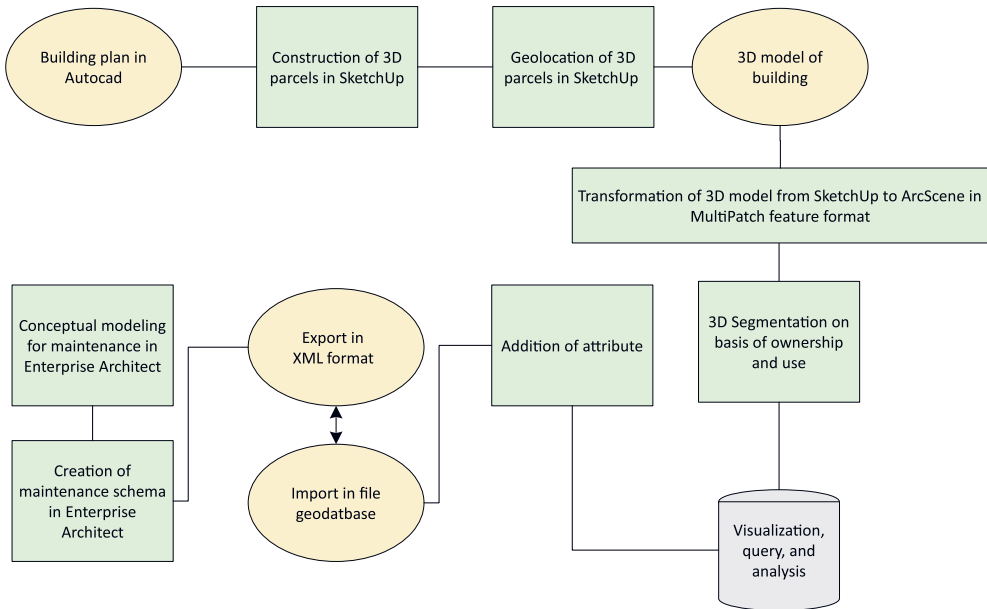 Building plan in
Autocad
Construction of 3D
parcels in SketchUp
Geolocation of 3D
parcels in SketchUp
3D model of
building
Transformation of 3D model from SketchUp to ArcScene in
MultiPatch feature format
Conceptual modeling
for maintenance in
Enterprise Architect
Export in
XML format
Addition of attribute
3D Segmentation on
basis of ownership
and use
Creation of
maintenance schema
in Enterprise
Architect
Import in file
geodatbase
Visualization,
query, and
analysis